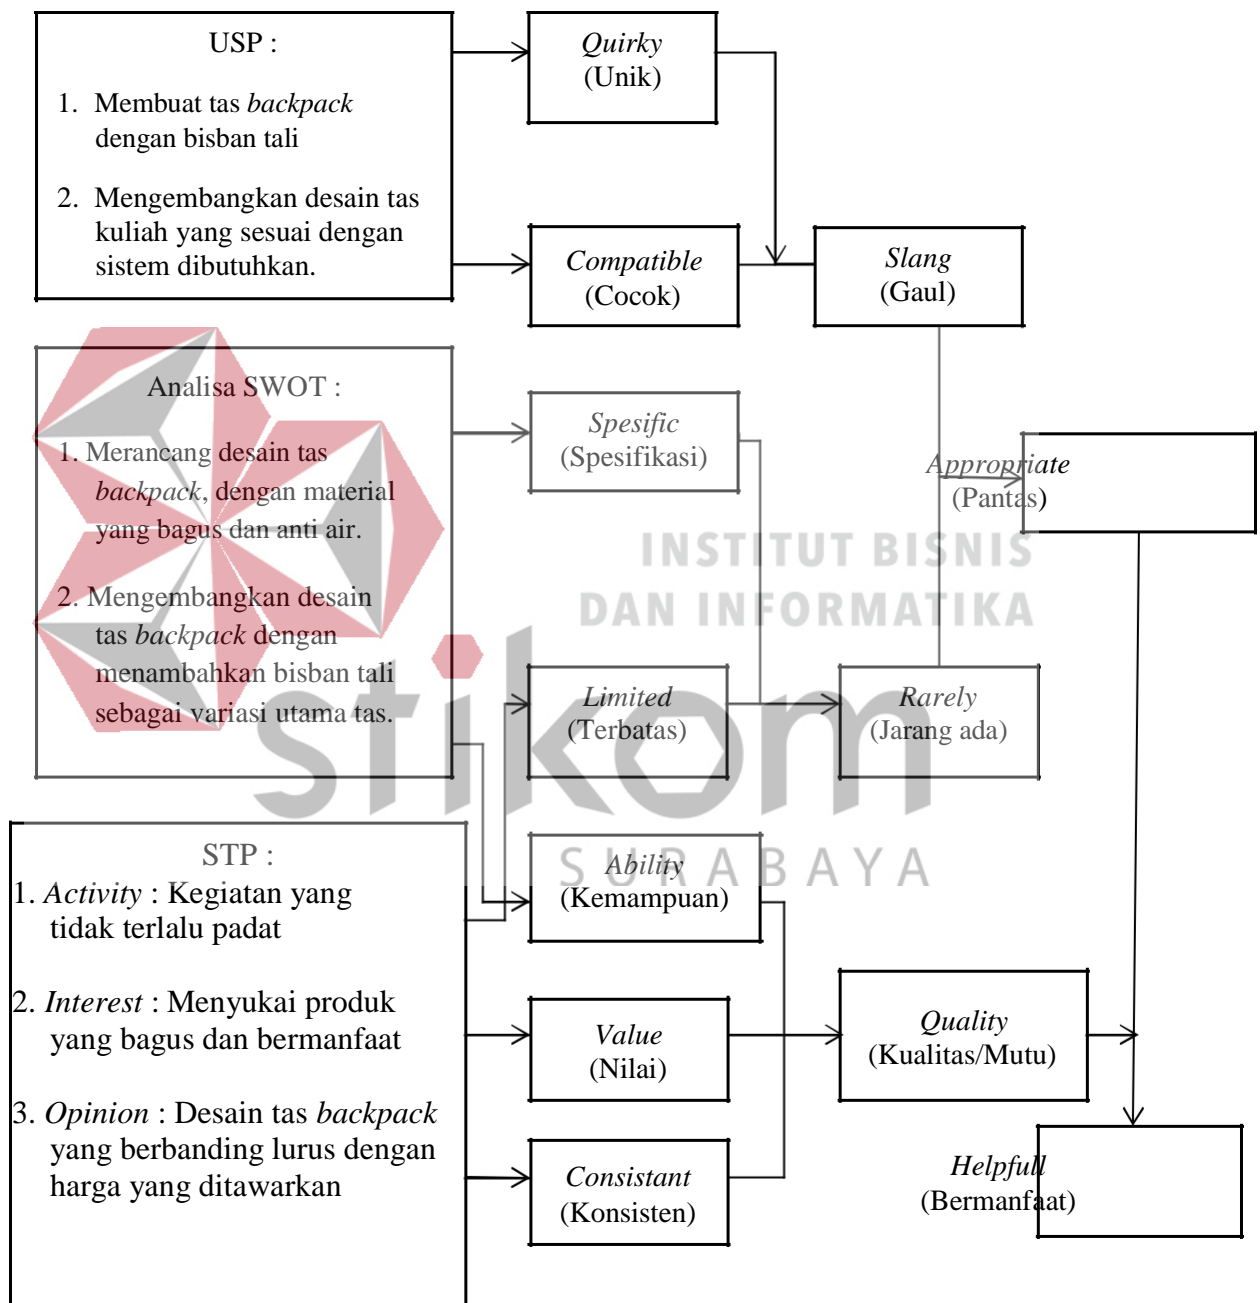 USP :
1. Membuat tas backpack
dengan bisban tali
2. Mengembangkan desain tas
kuliah yang sesuai dengan
sistem dibutuhkan.
Quirky
(Unik)
Compatible
(Cocok)
Slang
(Gaul)
Analisa SWOT :
1. Merancang desain tas
backpack, dengan material
yang bagus dan anti air.
2. Mengembangkan desain
tas backpack dengan
menambahkan bisban tali
sebagai variasi utama tas.
Spesific
(Spesifikasi)
Appropriate
(Pantas)
INSTITUT BISNIS
DAN INFORMATIKA
stikom
SURABAYA
Limited
(Terbatas)
Rarely
(Jarang ada)
STP :
1. Activity : Kegiatan yang
tidak terlalu padat
2. Interest : Menyukai produk
yang bagus dan bermanfaat
3. Opinion : Desain tas backpack
yang berbanding lurus dengan
harga yang ditawarkan
Ability
(Kemampuan)
Value
(Nilai)
Consistant
(Konsisten)
Quality
(Kualitas/Mutu)
Helpfull
(Bermanfaat)